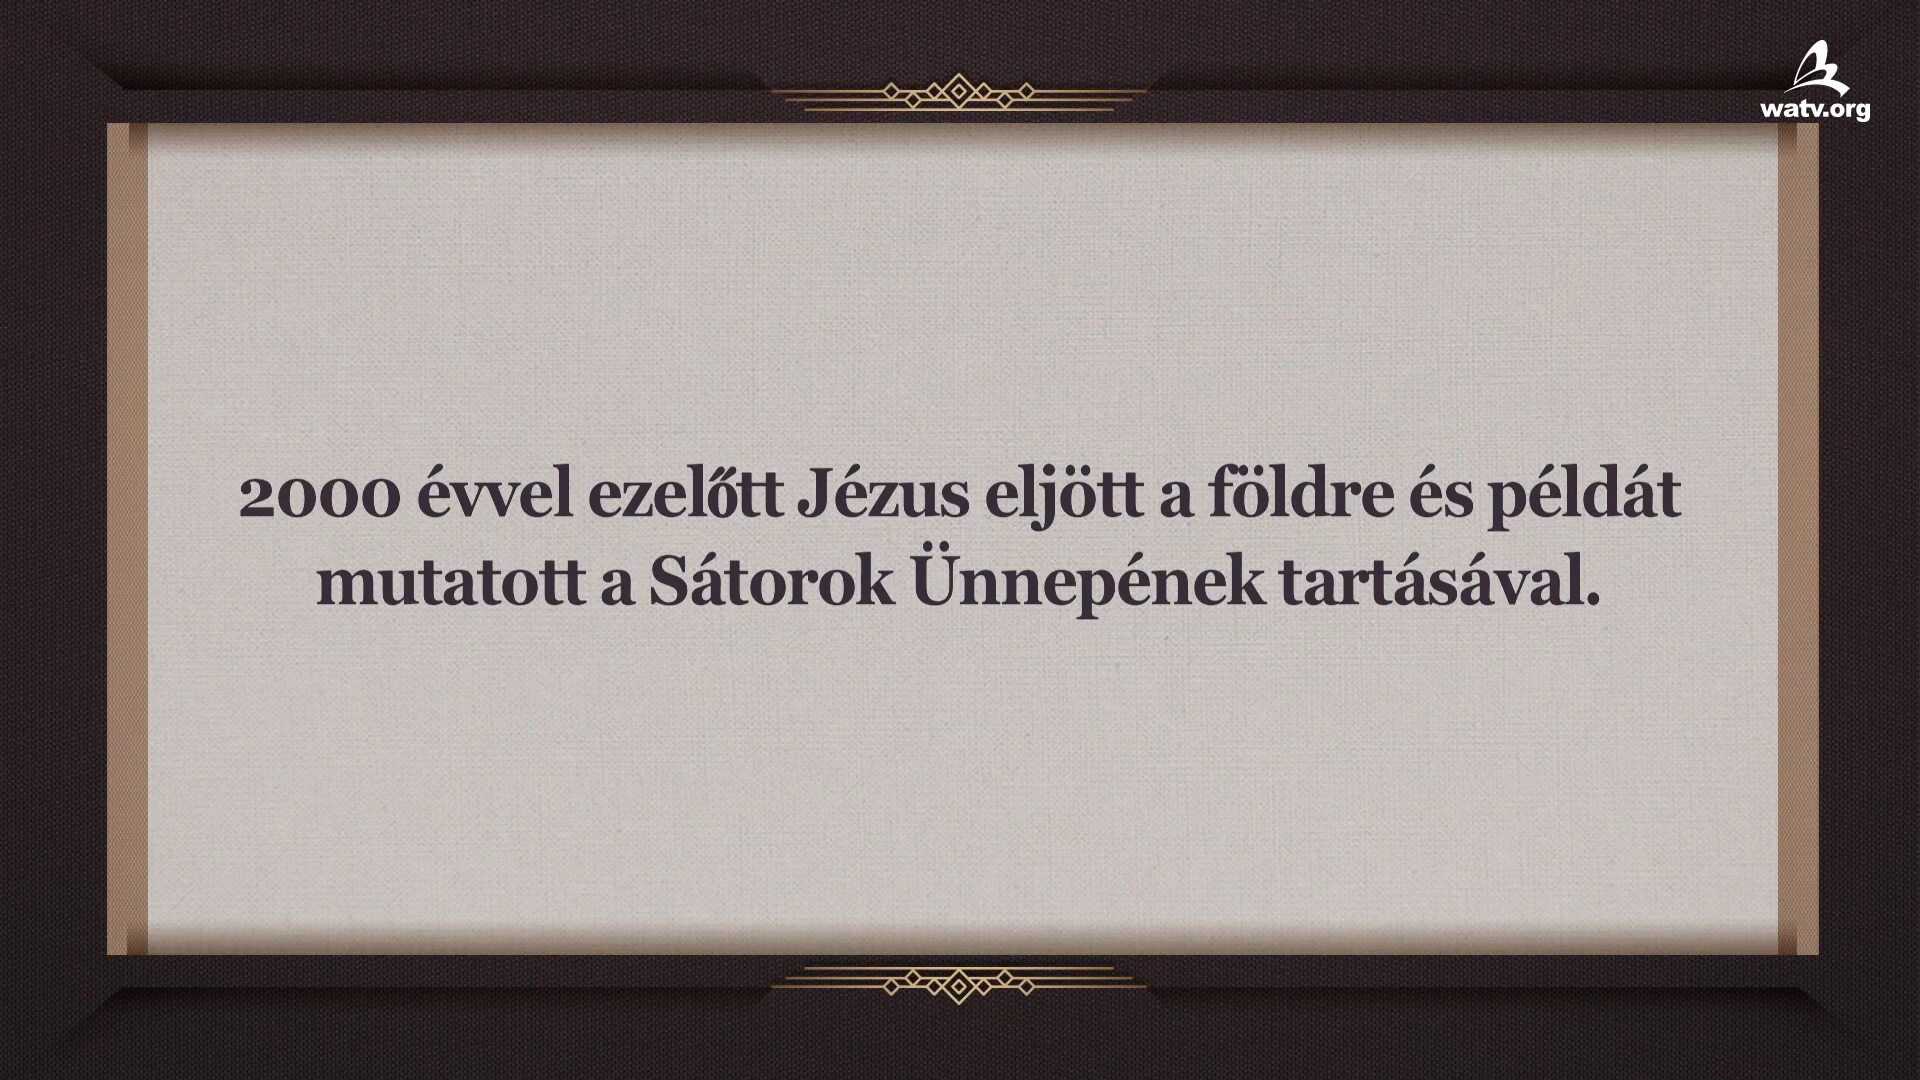 watv.org
2000 évvel ezelőtt Jézus eljött a földre és példát
mutatott a Sátorok Ünnepének tartásával.